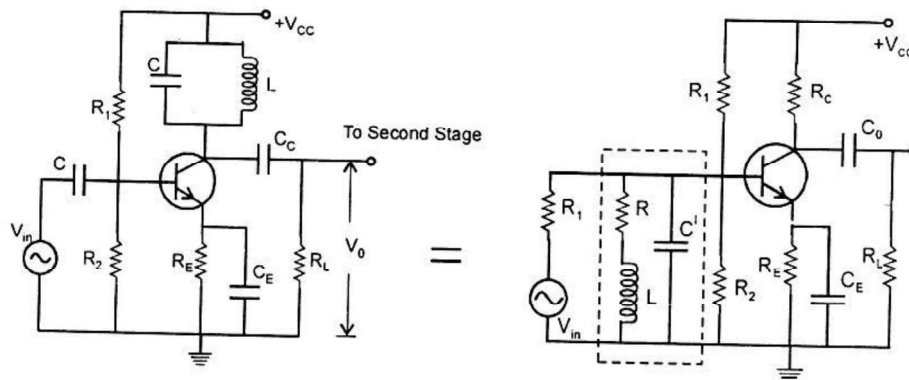 +V_CC
C
L
R_1
C_C
To Second Stage
C
V_in
R_2
R_E
C_E
R_L
V_0
=
+V_CC
R_1
R_C
C_0
R_1
R
C^I
L
V_in
R_2
R_E
C_E
R_L